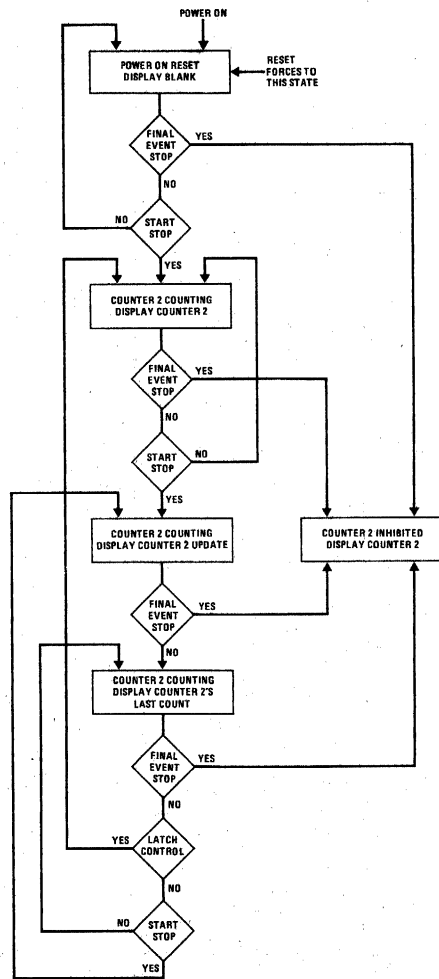 POWER ON
POWER ON RESET
DISPLAY BLANK
RESET
FORCES TO
THIS STATE
FINAL
EVENT
STOP
YES
NO
START
STOP
NO
YES
COUNTER 2 COUNTING
DISPLAY COUNTER 2
FINAL
EVENT
STOP
YES
NO
START
STOP
NO
YES
COUNTER 2 COUNTING
DISPLAY COUNTER 2 UPDATE
COUNTER 2 INHIBITED
DISPLAY COUNTER 2
FINAL
EVENT
STOP
YES
NO
COUNTER 2 COUNTING
DISPLAY COUNTER 2'S
LAST COUNT
FINAL
EVENT
STOP
YES
NO
YES
LATCH
CONTROL
NO
NO
START
STOP
YES